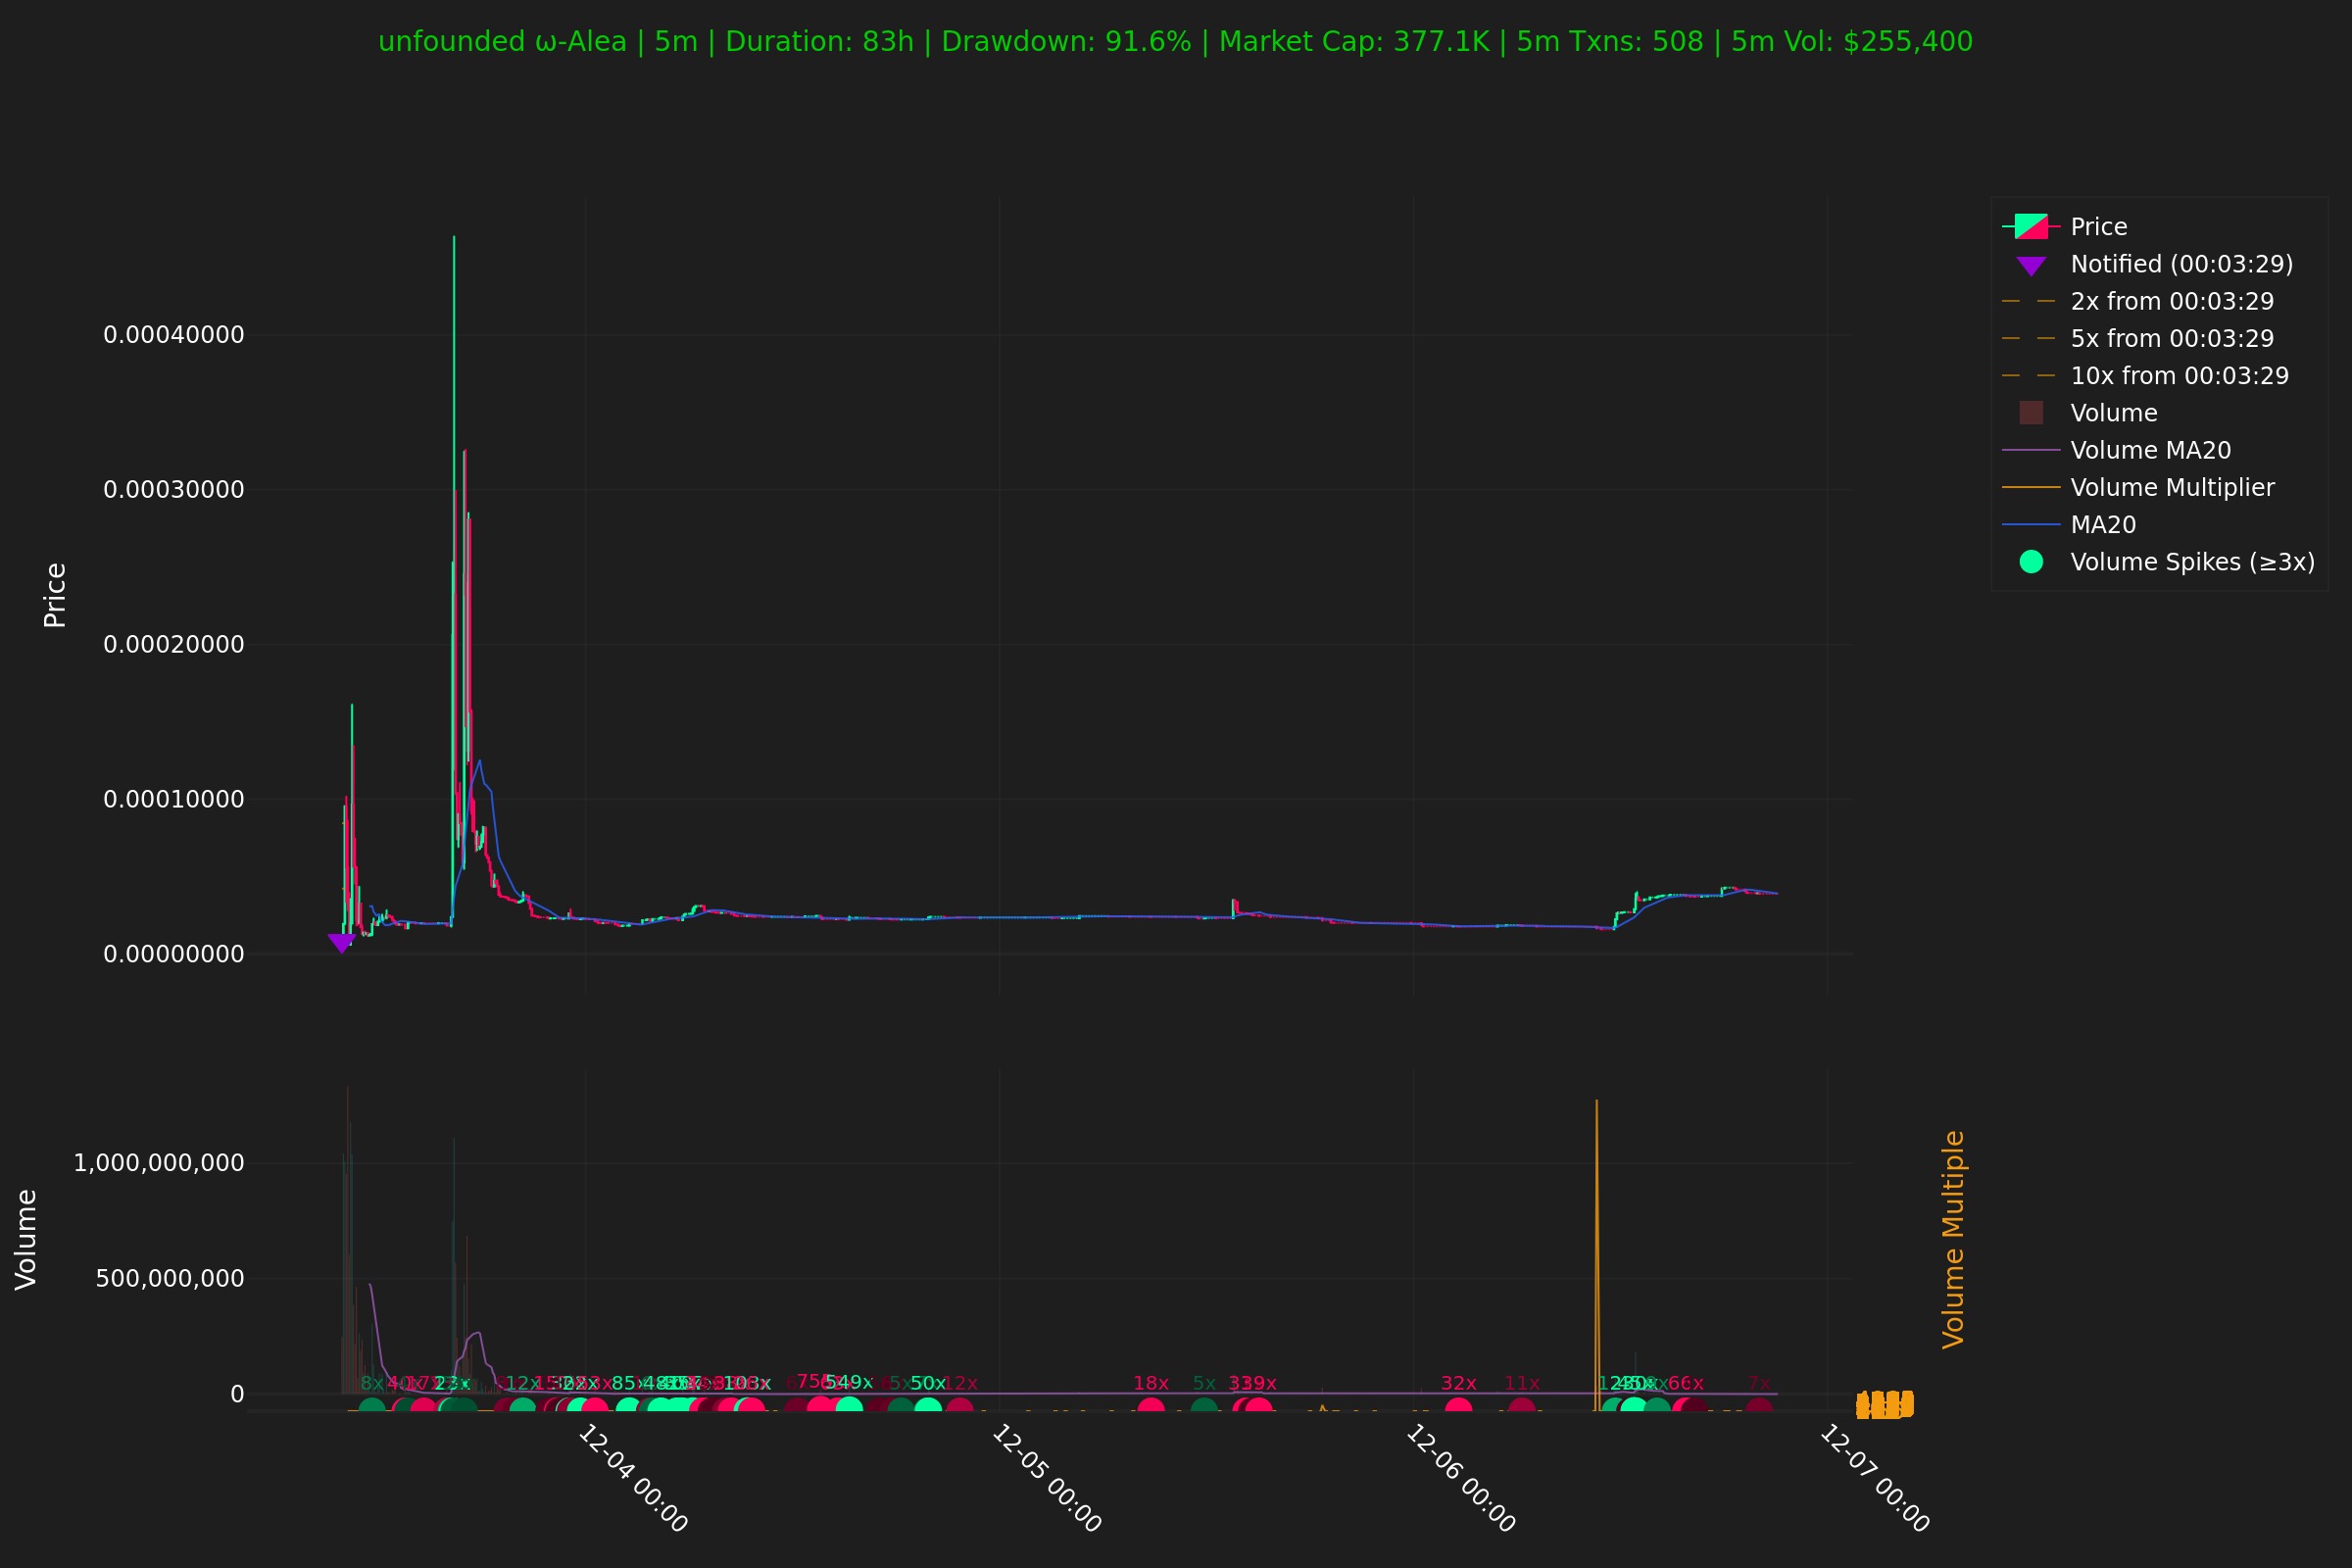 unfounded ω-Alea | 5m | Duration: 83h | Drawdown: 91.6% | Market Cap: 377.1K | 5m Txns: 508 | 5m Vol: $255,400
Price
Notified (00:03:29)
2x from 00:03:29
5x from 00:03:29
10x from 00:03:29
Volume
Volume MA20
Volume Multiplier
MA20
Volume Spikes (≥3x)
Price
0.00040000
0.00030000
0.00020000
0.00010000
0.00000000
Volume
1,000,000,000
500,000,000
0
Volume Multiple
8x
12x
549x
5x
50x
12x
18x
5x
339x
32x
11x
7x
12-04 00:00
12-05 00:00
12-06 00:00
12-07 00:00